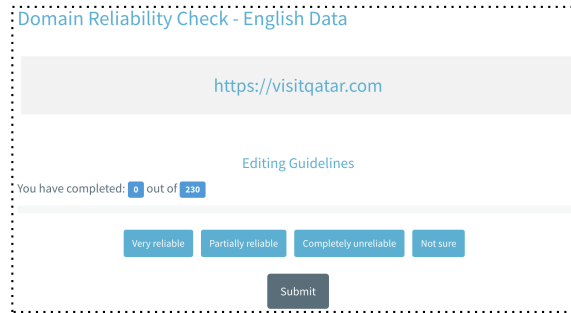 Domain Reliability Check - English Data
https://visitqatar.com
Editing Guidelines
You have completed: 0 out of 230
Very reliable Partially reliable Completely unreliable Not sure
Submit